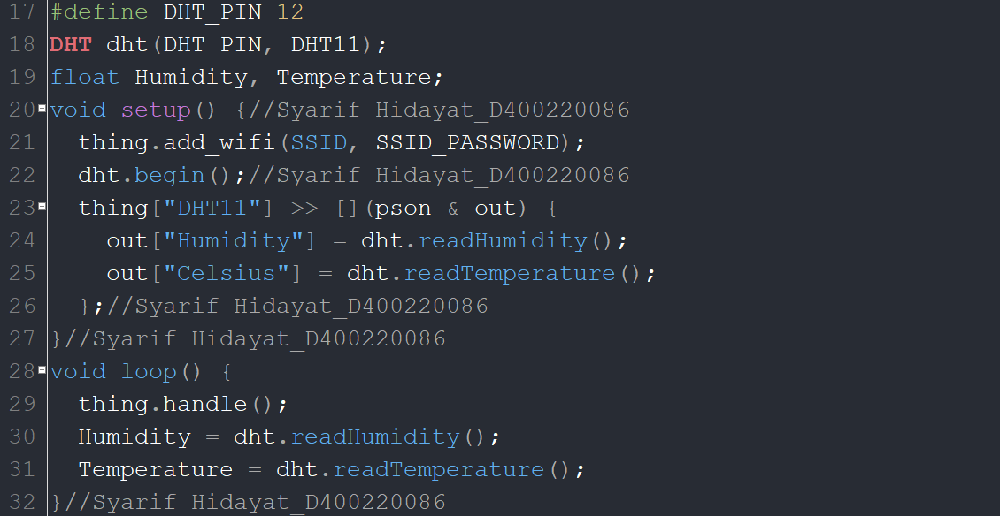 17 #define DHT_PIN 12
18 DHT dht(DHT_PIN, DHT11);
19 float Humidity, Temperature;
20 void setup() {//Syarif Hidayat_D400220086
21   thing.add_wifi(SSID, SSID_PASSWORD);
22   dht.begin();//Syarif Hidayat_D400220086
23   thing["DHT11"] >> [](pson & out) {
24     out["Humidity"] = dht.readHumidity();
25     out["Celsius"] = dht.readTemperature();
26   };//Syarif Hidayat_D400220086
27 }//Syarif Hidayat_D400220086
28 void loop() {
29   thing.handle();
30   Humidity = dht.readHumidity();
31   Temperature = dht.readTemperature();
32 }//Syarif Hidayat_D400220086